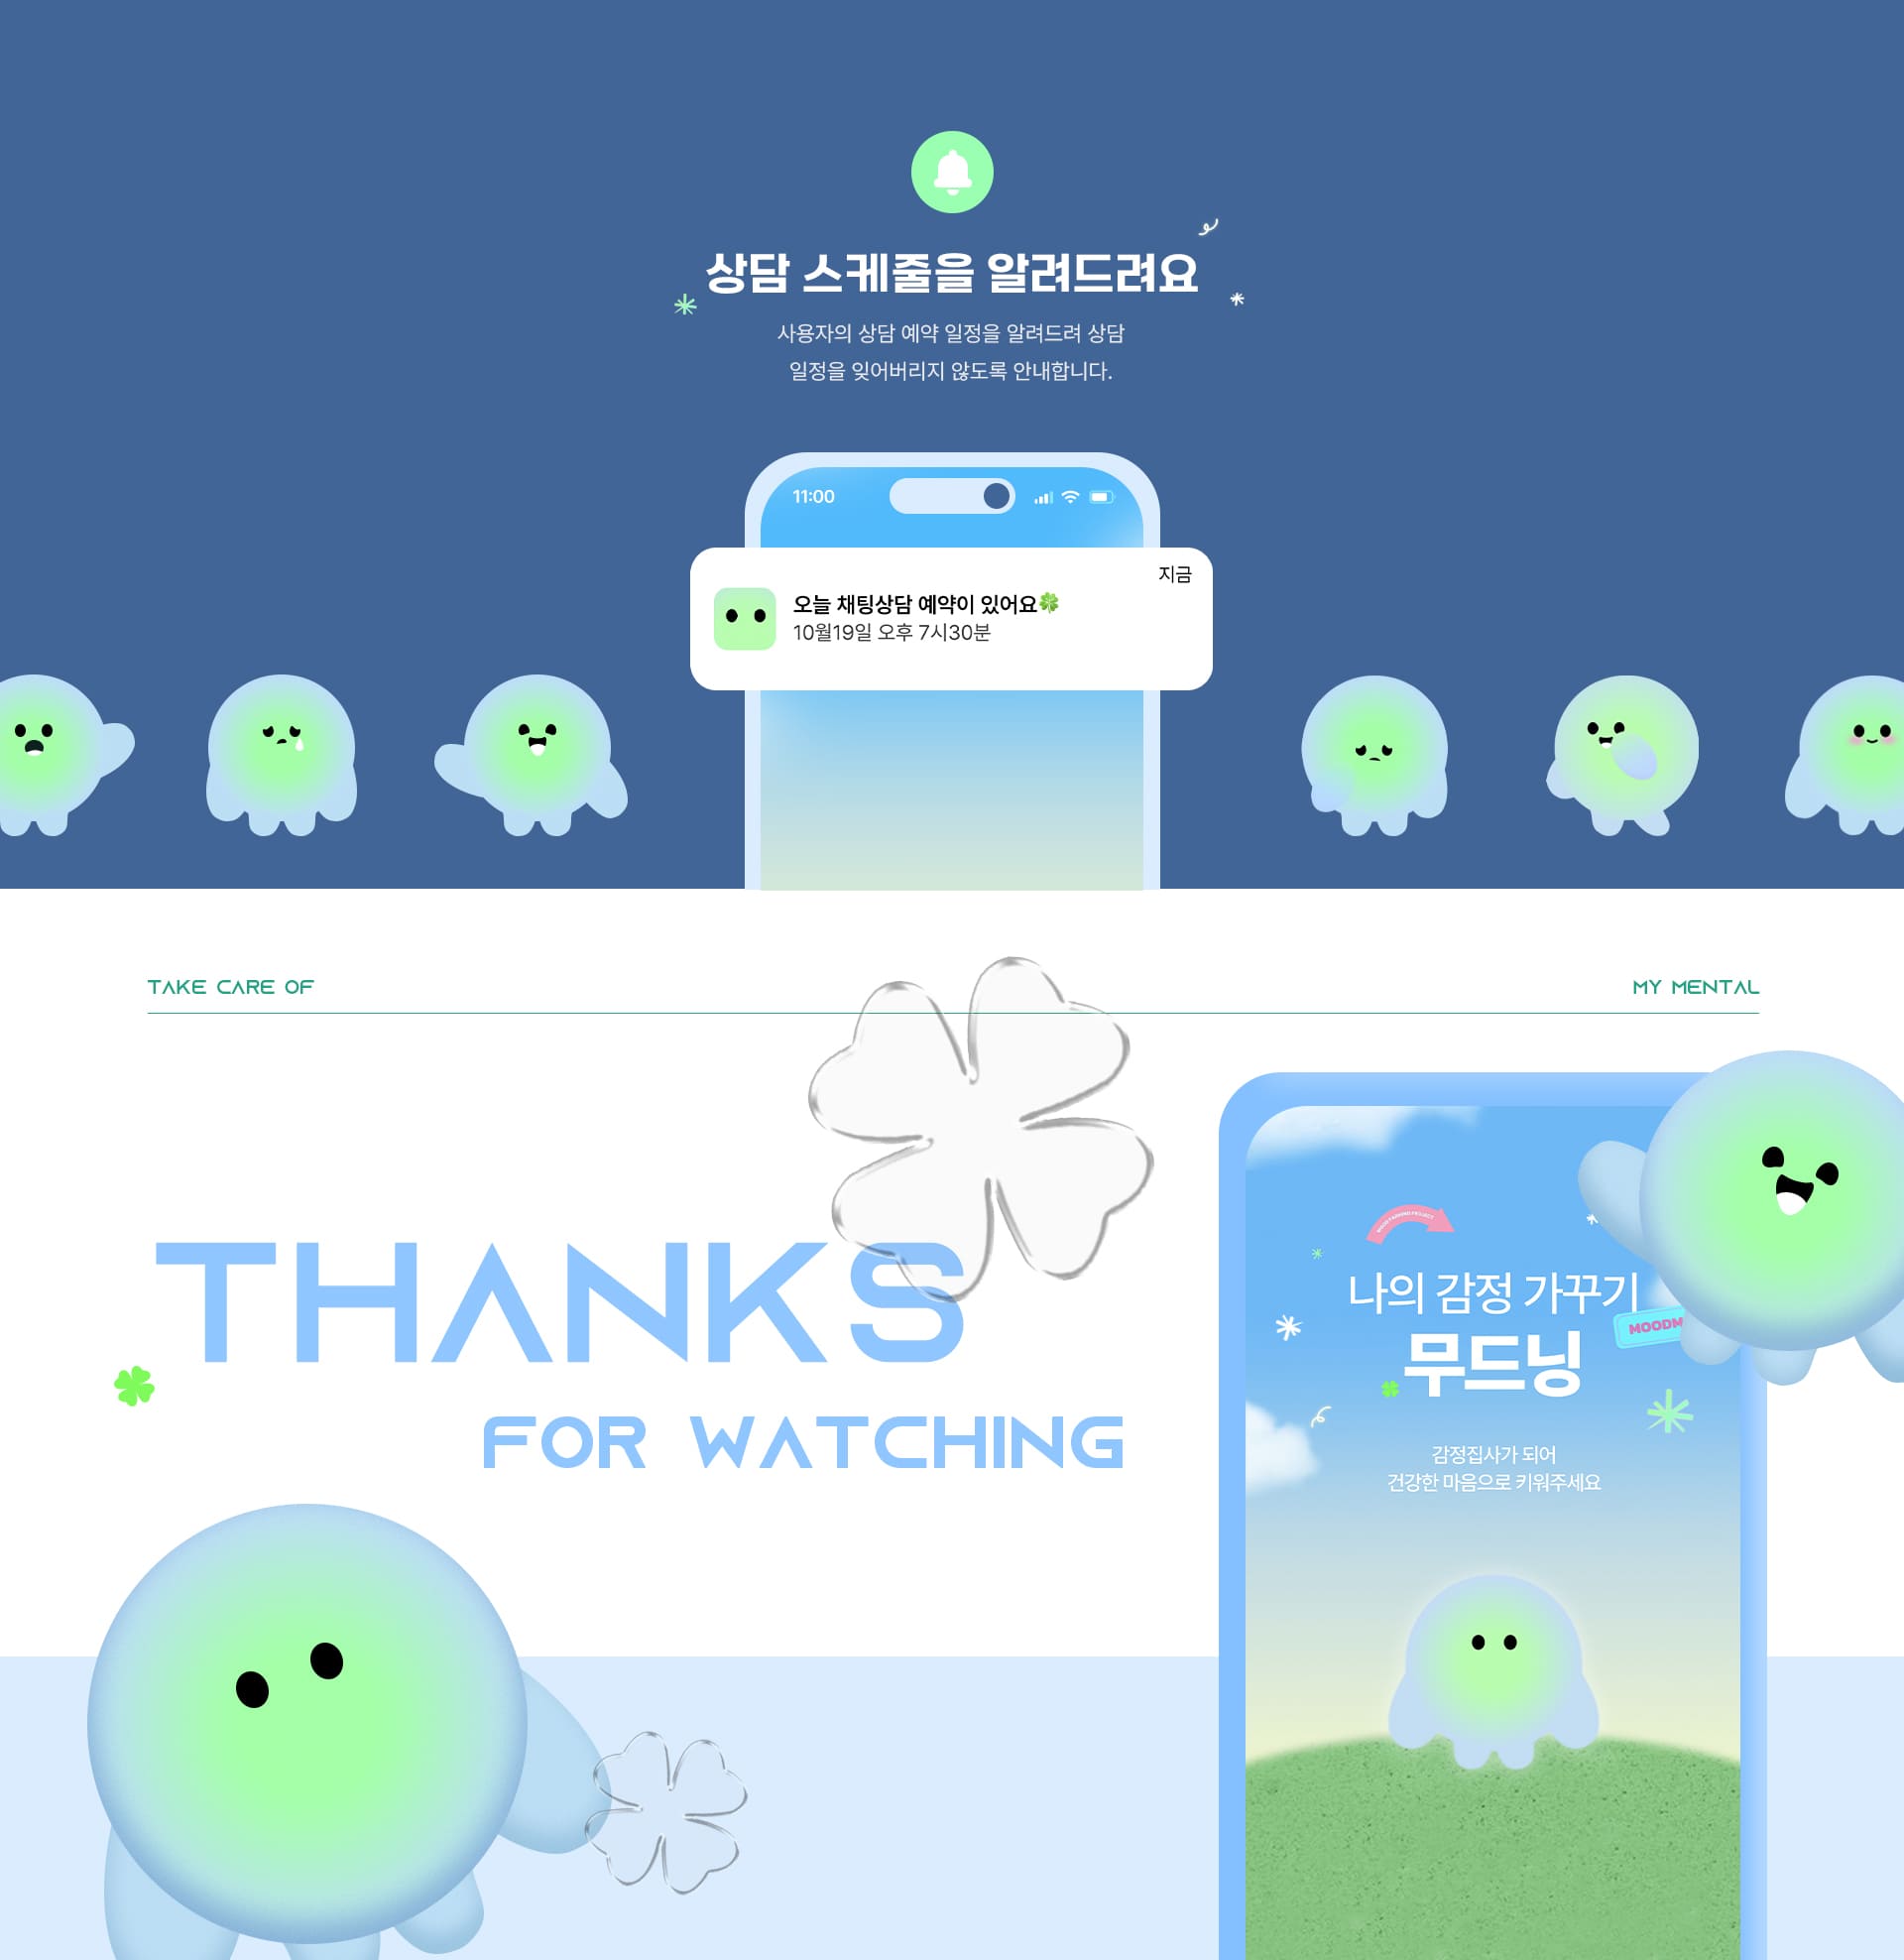 상담 스케줄을 알려드려요
사용자의 상담 예약 일정을 알려드려 상담
일정을 잊어버리지 않도록 안내합니다.
11:00
지금
오늘 채팅상담 예약이 있어요🍀
10월19일 오후 7시30분
TAKE CARE OF
MY MENTAL
THANKS
FOR WATCHING
나의 감정 가꾸기
MOODM
무드닝
감정집사가 되어
건강한 마음으로 키워주세요